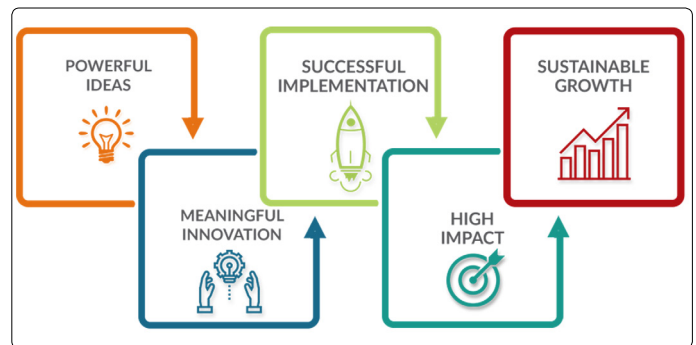 POWERFUL
IDEAS
MEANINGFUL
INNOVATION
SUCCESSFUL
IMPLEMENTATION
HIGH
IMPACT
SUSTAINABLE
GROWTH